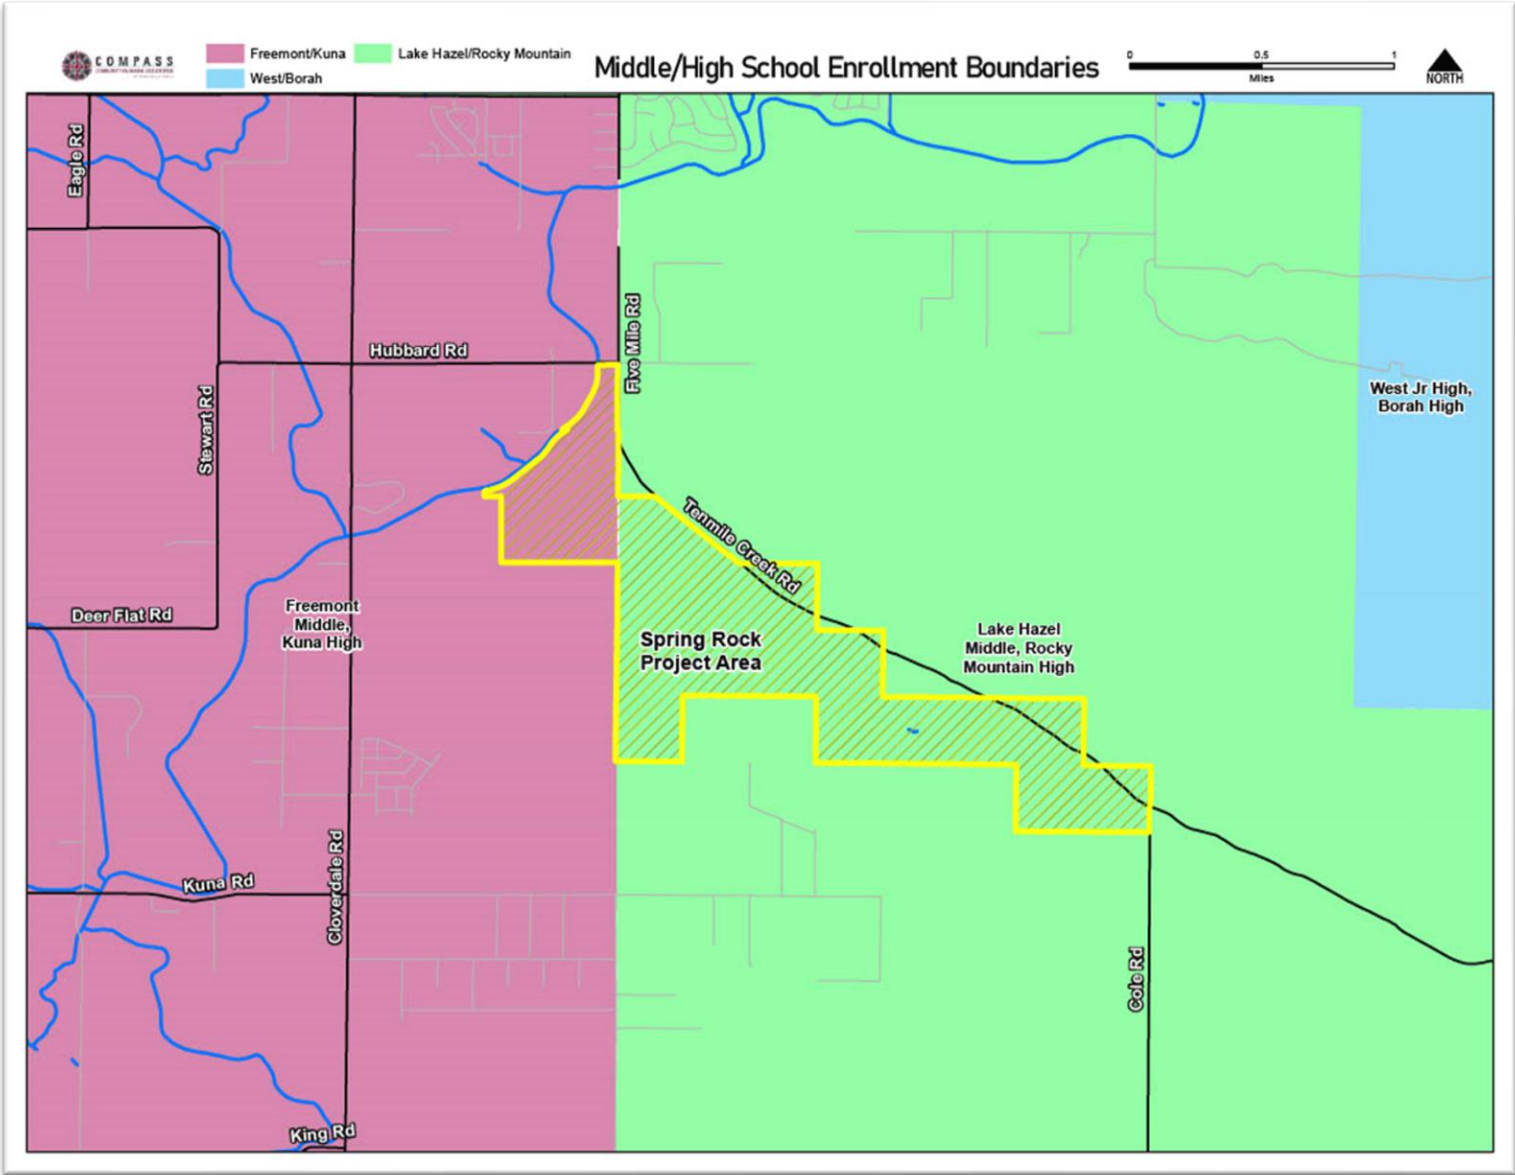 COMPASS
Freemont/Kuna
Lake Hazel/Rocky Mountain
West/Borah
Middle/High School Enrollment Boundaries
0 0.5 1
Miles
NORTH
Eagle Rd
Five Mile Rd
Hubbard Rd
Stewart Rd
West Jr High,
Borah High
Tenmile Creek Rd
Deer Flat Rd
Freemont
Middle,
Kuna High
Spring Rock
Project Area
Lake Hazel
Middle, Rocky
Mountain High
Cloverdale Rd
Kuna Rd
Cole Rd
King Rd